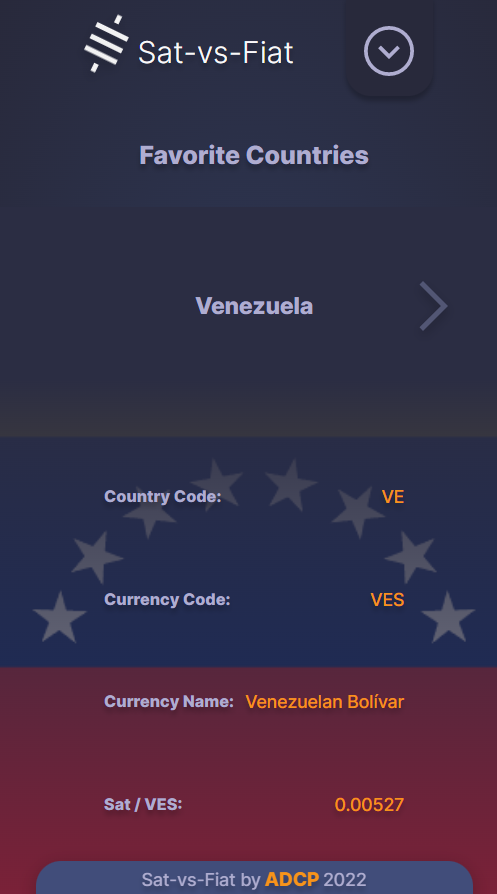 Sat-vs-Fiat
Favorite Countries
Venezuela
Country Code: VE
Currency Code: VES
Currency Name: Venezuelan Bolívar
Sat / VES: 0.00527
Sat-vs-Fiat by ADCP 2022